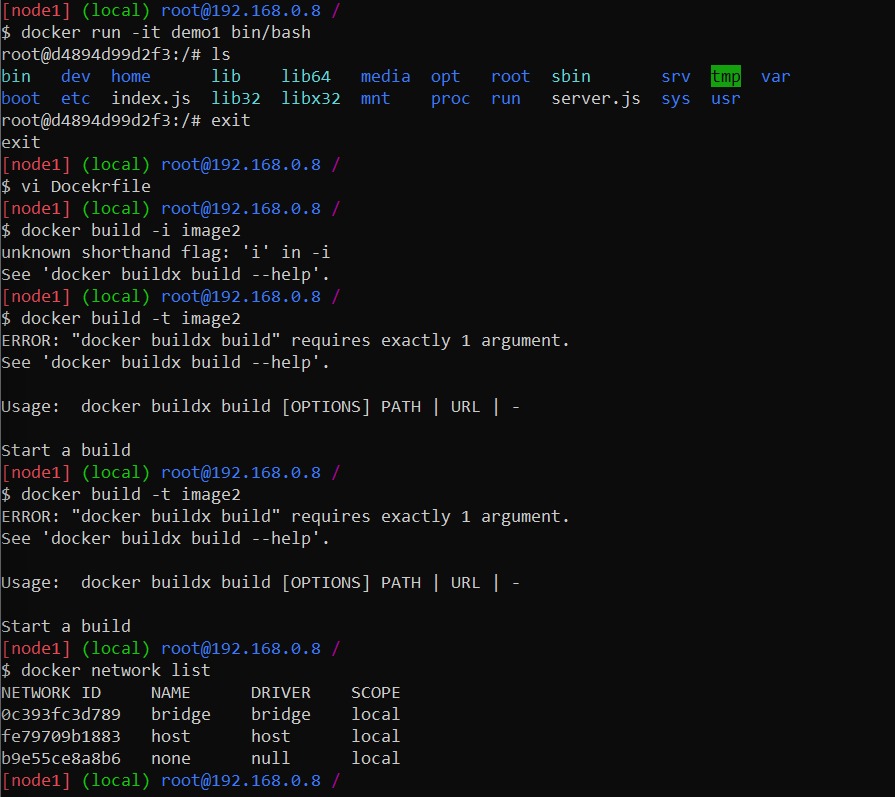 [node1] (local) root@192.168.0.8 /
$ docker run -it demo1 bin/bash
root@d4894d99d2f3:/# ls
bin   dev  home      lib    lib64   media  opt   root  sbin       srv  tmp  var
boot  etc  index.js  lib32  libx32  mnt    proc  run   server.js  sys  usr
root@d4894d99d2f3:/# exit
exit
[node1] (local) root@192.168.0.8 /
$ vi Docekrfile
[node1] (local) root@192.168.0.8 /
$ docker build -i image2
unknown shorthand flag: 'i' in -i
See 'docker buildx build --help'.
[node1] (local) root@192.168.0.8 /
$ docker build -t image2
ERROR: "docker buildx build" requires exactly 1 argument.
See 'docker buildx build --help'.

Usage:  docker buildx build [OPTIONS] PATH | URL | -

Start a build
[node1] (local) root@192.168.0.8 /
$ docker build -t image2
ERROR: "docker buildx build" requires exactly 1 argument.
See 'docker buildx build --help'.

Usage:  docker buildx build [OPTIONS] PATH | URL | -

Start a build
[node1] (local) root@192.168.0.8 /
$ docker network list
NETWORK ID     NAME      DRIVER    SCOPE
0c393fc3d789   bridge    bridge    local
fe79709b1883   host      host      local
b9e55ce8a8b6   none      null      local
[node1] (local) root@192.168.0.8 /